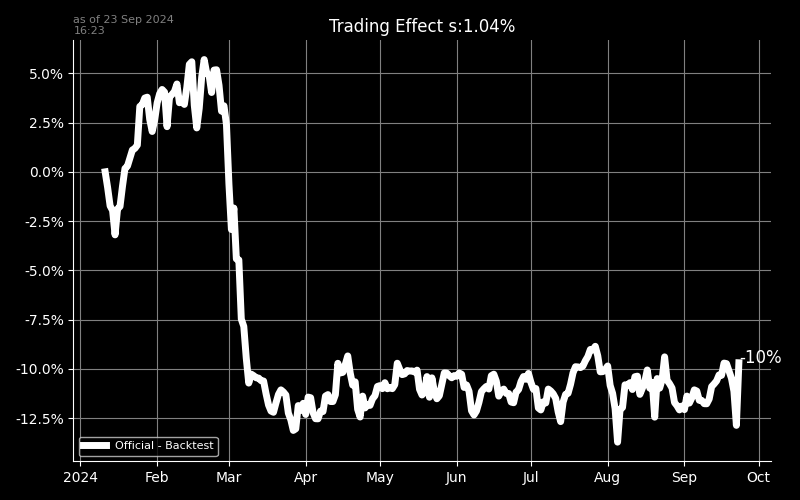 as of 23 Sep 2024
16:23
Trading Effect s:1.04%
5.0%
2.5%
0.0%
-2.5%
-5.0%
-7.5%
-10.0%
-12.5%
-10%
Official - Backtest
2024 Feb Mar Apr May Jun Jul Aug Sep Oct